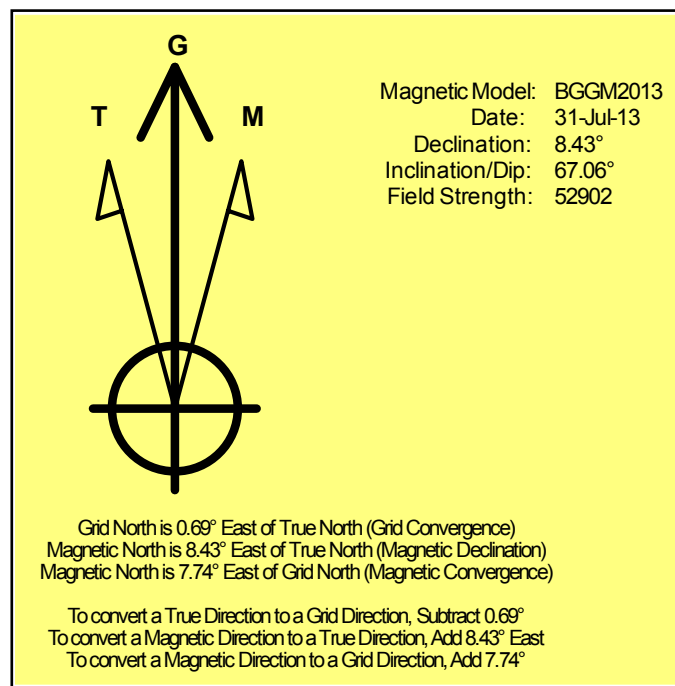 G
T
M
Magnetic Model: BGGM2013
Date: 31-Jul-13
Declination: 8.43°
Inclination/Dip: 67.06°
Field Strength: 52902
Grid North is 0.69° East of True North (Grid Convergence)
Magnetic North is 8.43° East of True North (Magnetic Declination)
Magnetic North is 7.74° East of Grid North (Magnetic Convergence)
To convert a True Direction to a Grid Direction, Subtract 0.69°
To convert a Magnetic Direction to a True Direction, Add 8.43° East
To convert a Magnetic Direction to a Grid Direction, Add 7.74°